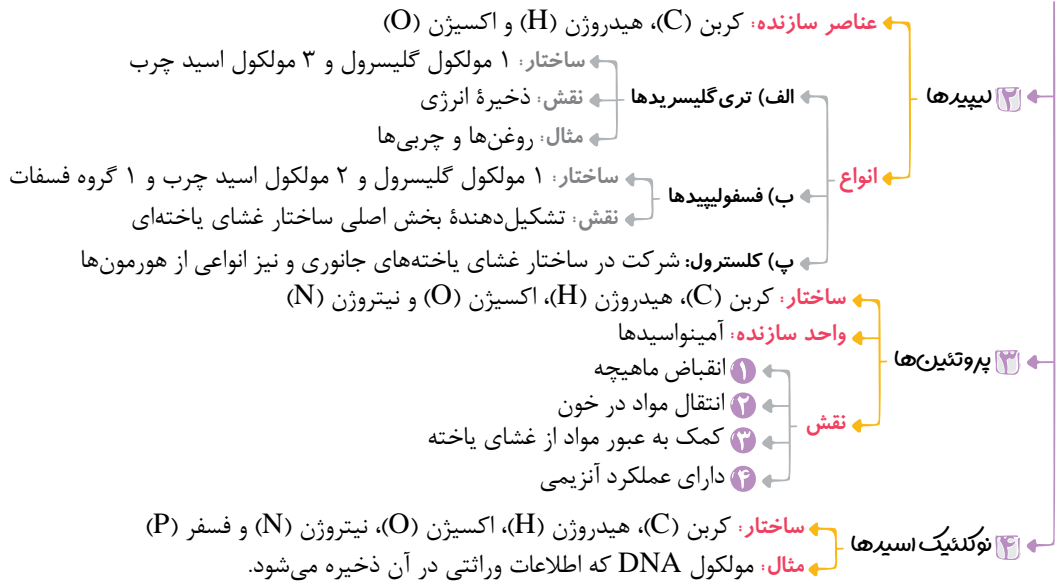 عناصر سازنده: کربن (C)، هیدروژن (H) و اکسیژن (O)
۲ لیپیدها
ساختار: ۱ مولکول گلیسرول و ۳ مولکول اسید چرب
الف) تری‌گلیسریدها
نقش: ذخیرهٔ انرژی
مثال: روغن‌ها و چربی‌ها
انواع
ساختار: ۱ مولکول گلیسرول و ۲ مولکول اسید چرب و ۱ گروه فسفات
ب) فسفولیپیدها
نقش: تشکیل‌دهندهٔ بخش اصلی ساختار غشای یاخته‌ای
پ) کلسترول: شرکت در ساختار غشای یاخته‌های جانوری و نیز انواعی از هورمون‌ها
ساختار: کربن (C)، هیدروژن (H)، اکسیژن (O) و نیتروژن (N)
۳ پروتئین‌ها
واحد سازنده: آمینواسیدها
نقش
۱ انقباض ماهیچه
۲ انتقال مواد در خون
۳ کمک به عبور مواد از غشای یاخته
۴ دارای عملکرد آنزیمی
۴ نوکلئیک اسیدها
ساختار: کربن (C)، هیدروژن (H)، اکسیژن (O)، نیتروژن (N) و فسفر (P)
مثال: مولکول DNA که اطلاعات وراثتی در آن ذخیره می‌شود.